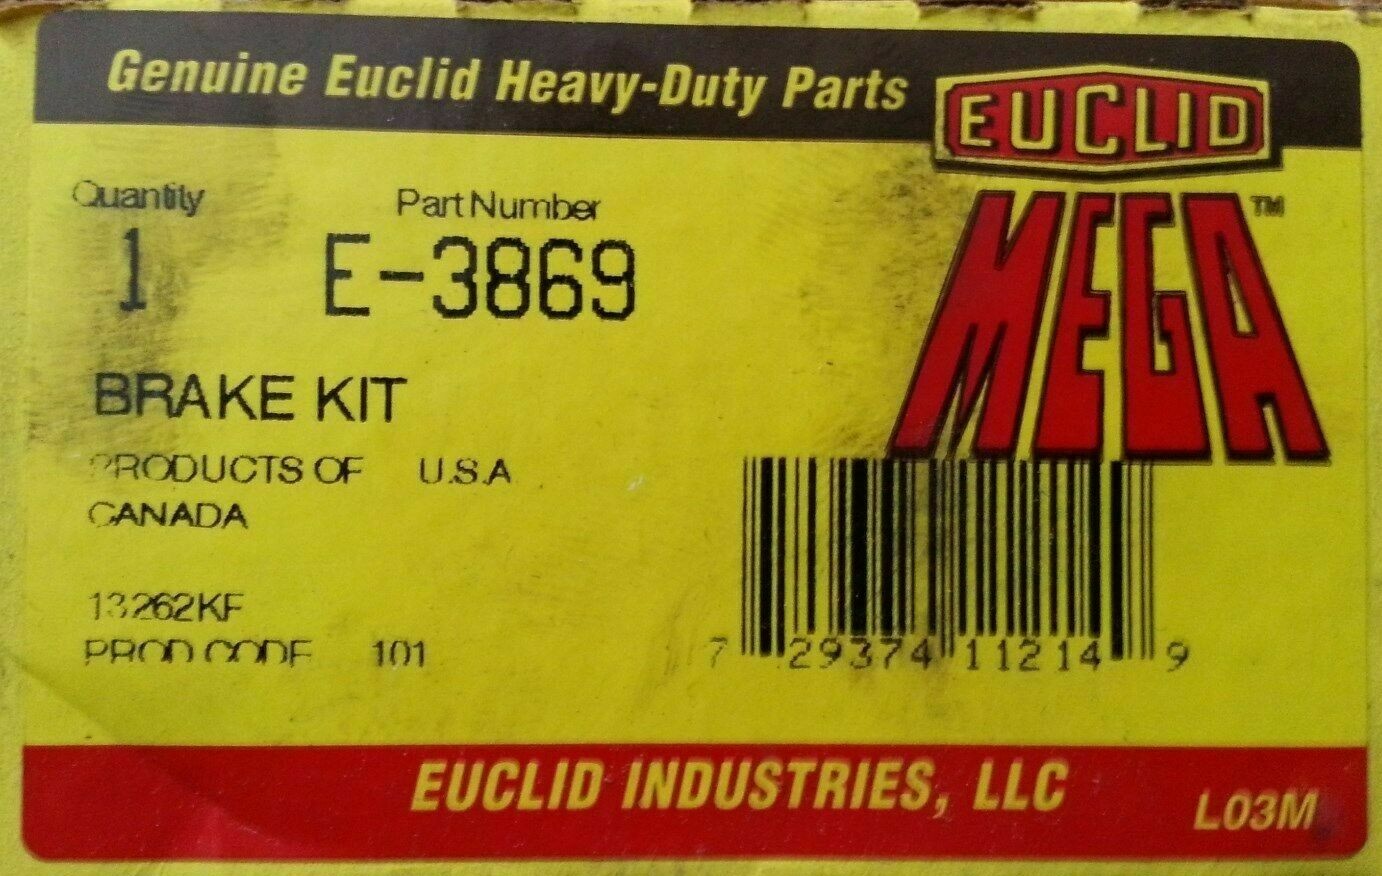 Genuine Euclid Heavy-Duty Parts
EUCLID
MEGA™
Quantity Part Number
1 E-3869
BRAKE KIT
PRODUCTS OF U.S.A
CANADA
13262KF
PROD CODE 101
7 29374 11214 9
EUCLID INDUSTRIES, LLC
L03M